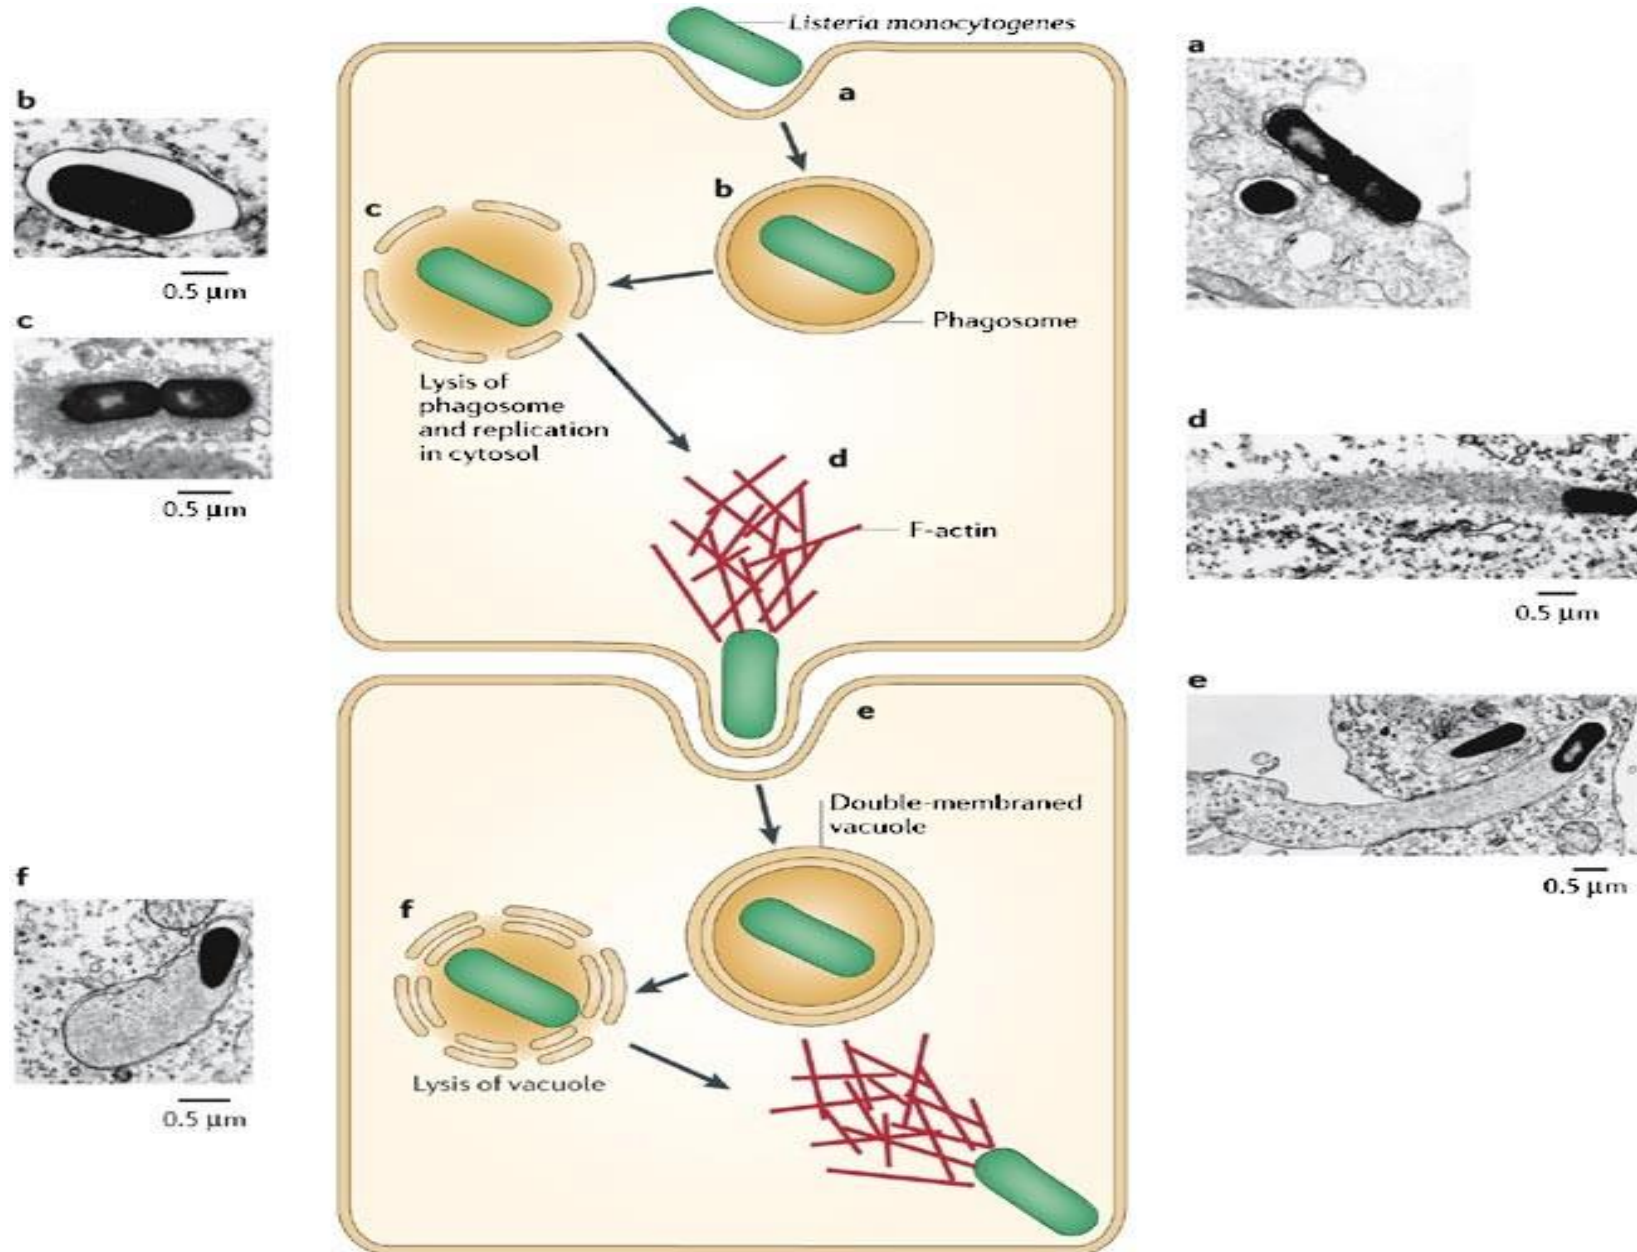 Listeria monocytogenes
a
a
b
b
0.5 μm
c
Phagosome
c
0.5 μm
Lysis of
phagosome
and replication
in cytosol
d
F-actin
d
0.5 μm
e
e
0.5 μm
Double-membraned
vacuole
f
f
0.5 μm
Lysis of vacuole